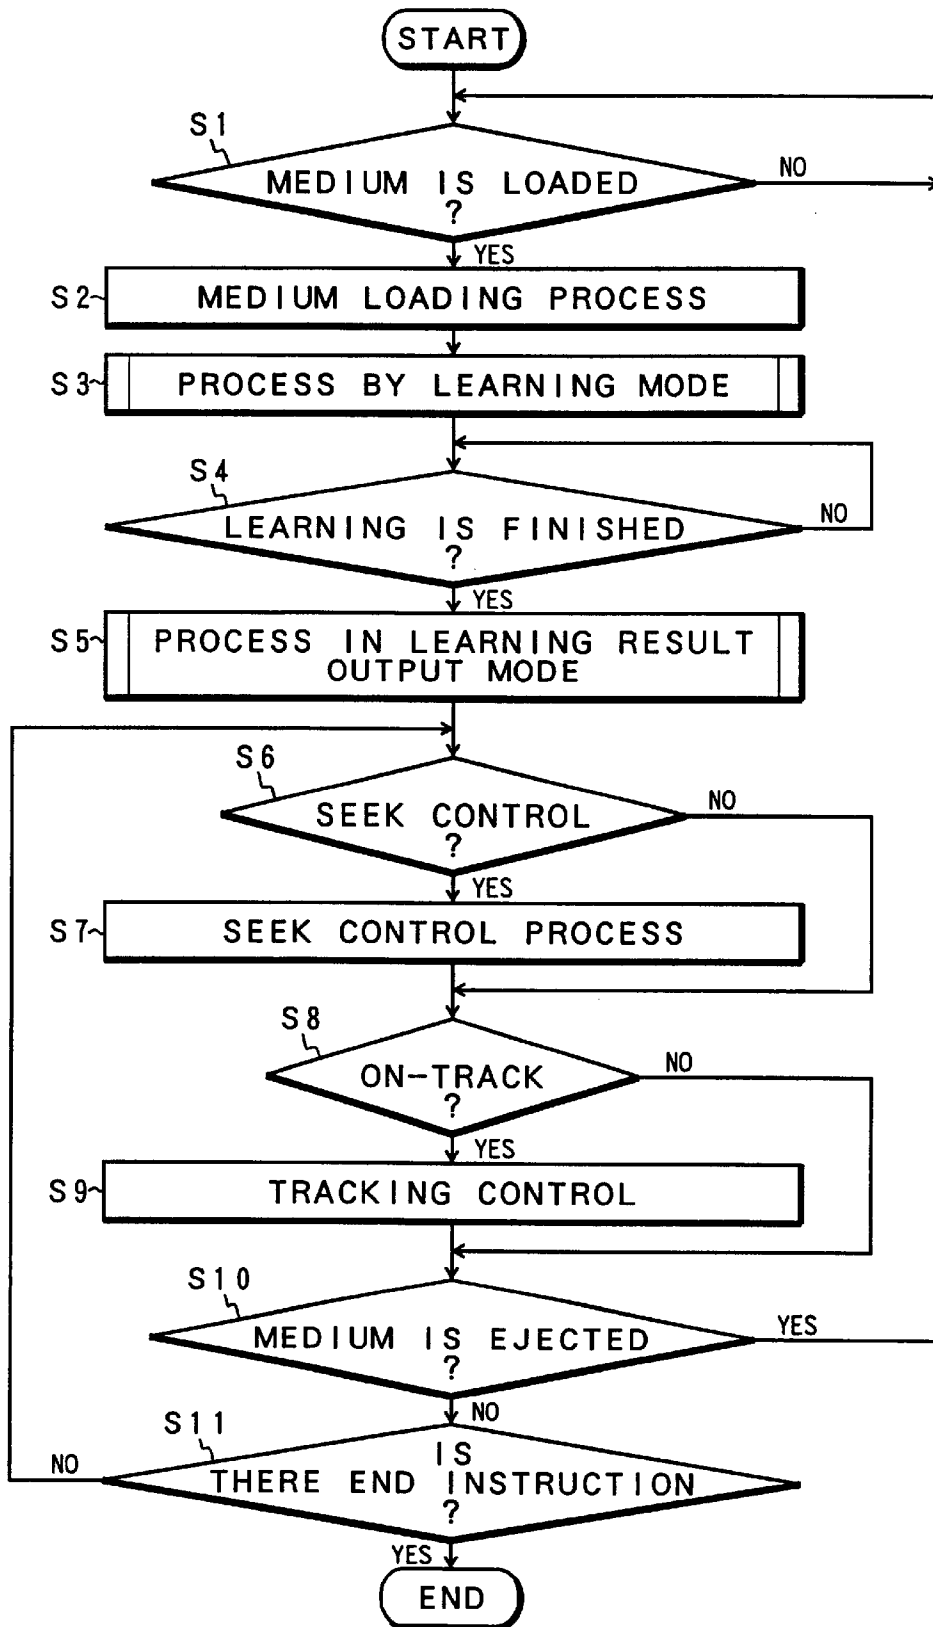 START
S1
MEDIUM IS LOADED
?
NO
YES
S2
MEDIUM LOADING PROCESS
S3
PROCESS BY LEARNING MODE
S4
LEARNING IS FINISHED
?
NO
YES
S5
PROCESS IN LEARNING RESULT
OUTPUT MODE
S6
SEEK CONTROL
?
NO
YES
S7
SEEK CONTROL PROCESS
S8
ON-TRACK
?
NO
YES
S9
TRACKING CONTROL
S10
MEDIUM IS EJECTED
?
YES
NO
S11
IS
THERE END INSTRUCTION
?
NO
YES
END